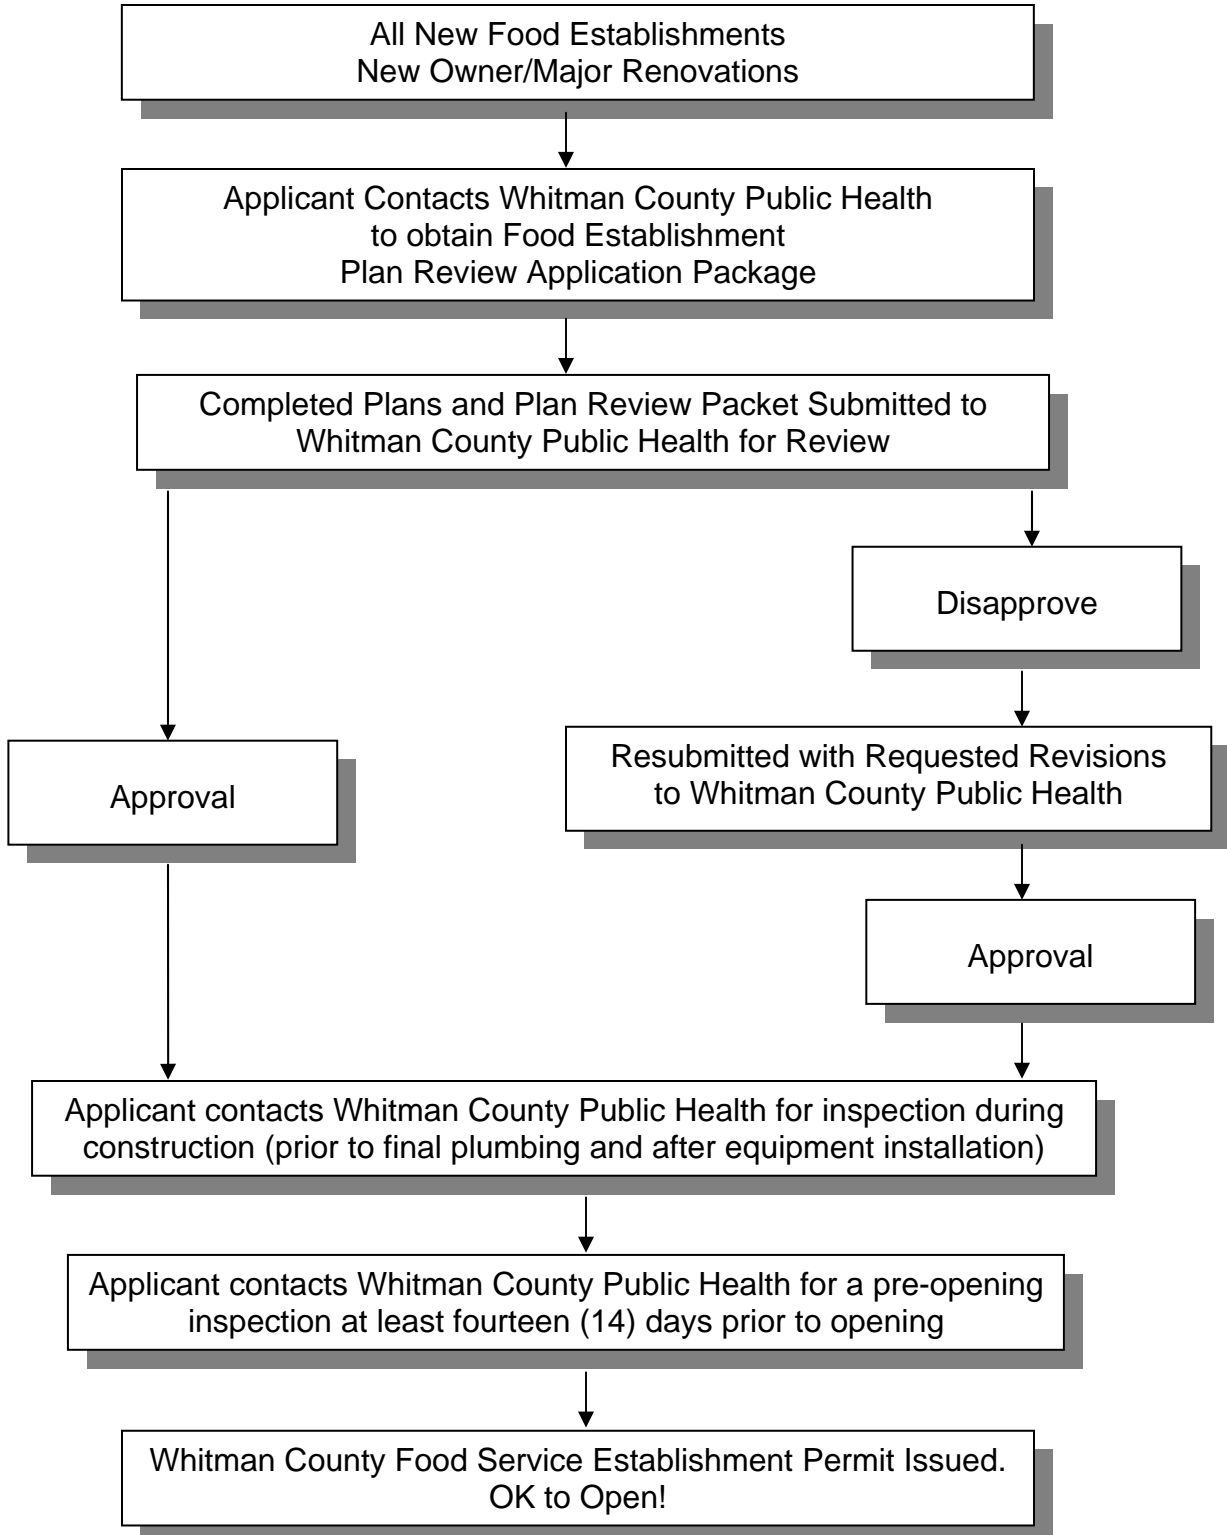 All New Food Establishments
New Owner/Major Renovations
Applicant Contacts Whitman County Public Health
to obtain Food Establishment
Plan Review Application Package
Completed Plans and Plan Review Packet Submitted to
Whitman County Public Health for Review
Disapprove
Resubmitted with Requested Revisions
to Whitman County Public Health
Approval
Approval
Applicant contacts Whitman County Public Health for inspection during
construction (prior to final plumbing and after equipment installation)
Applicant contacts Whitman County Public Health for a pre-opening
inspection at least fourteen (14) days prior to opening
Whitman County Food Service Establishment Permit Issued.
OK to Open!